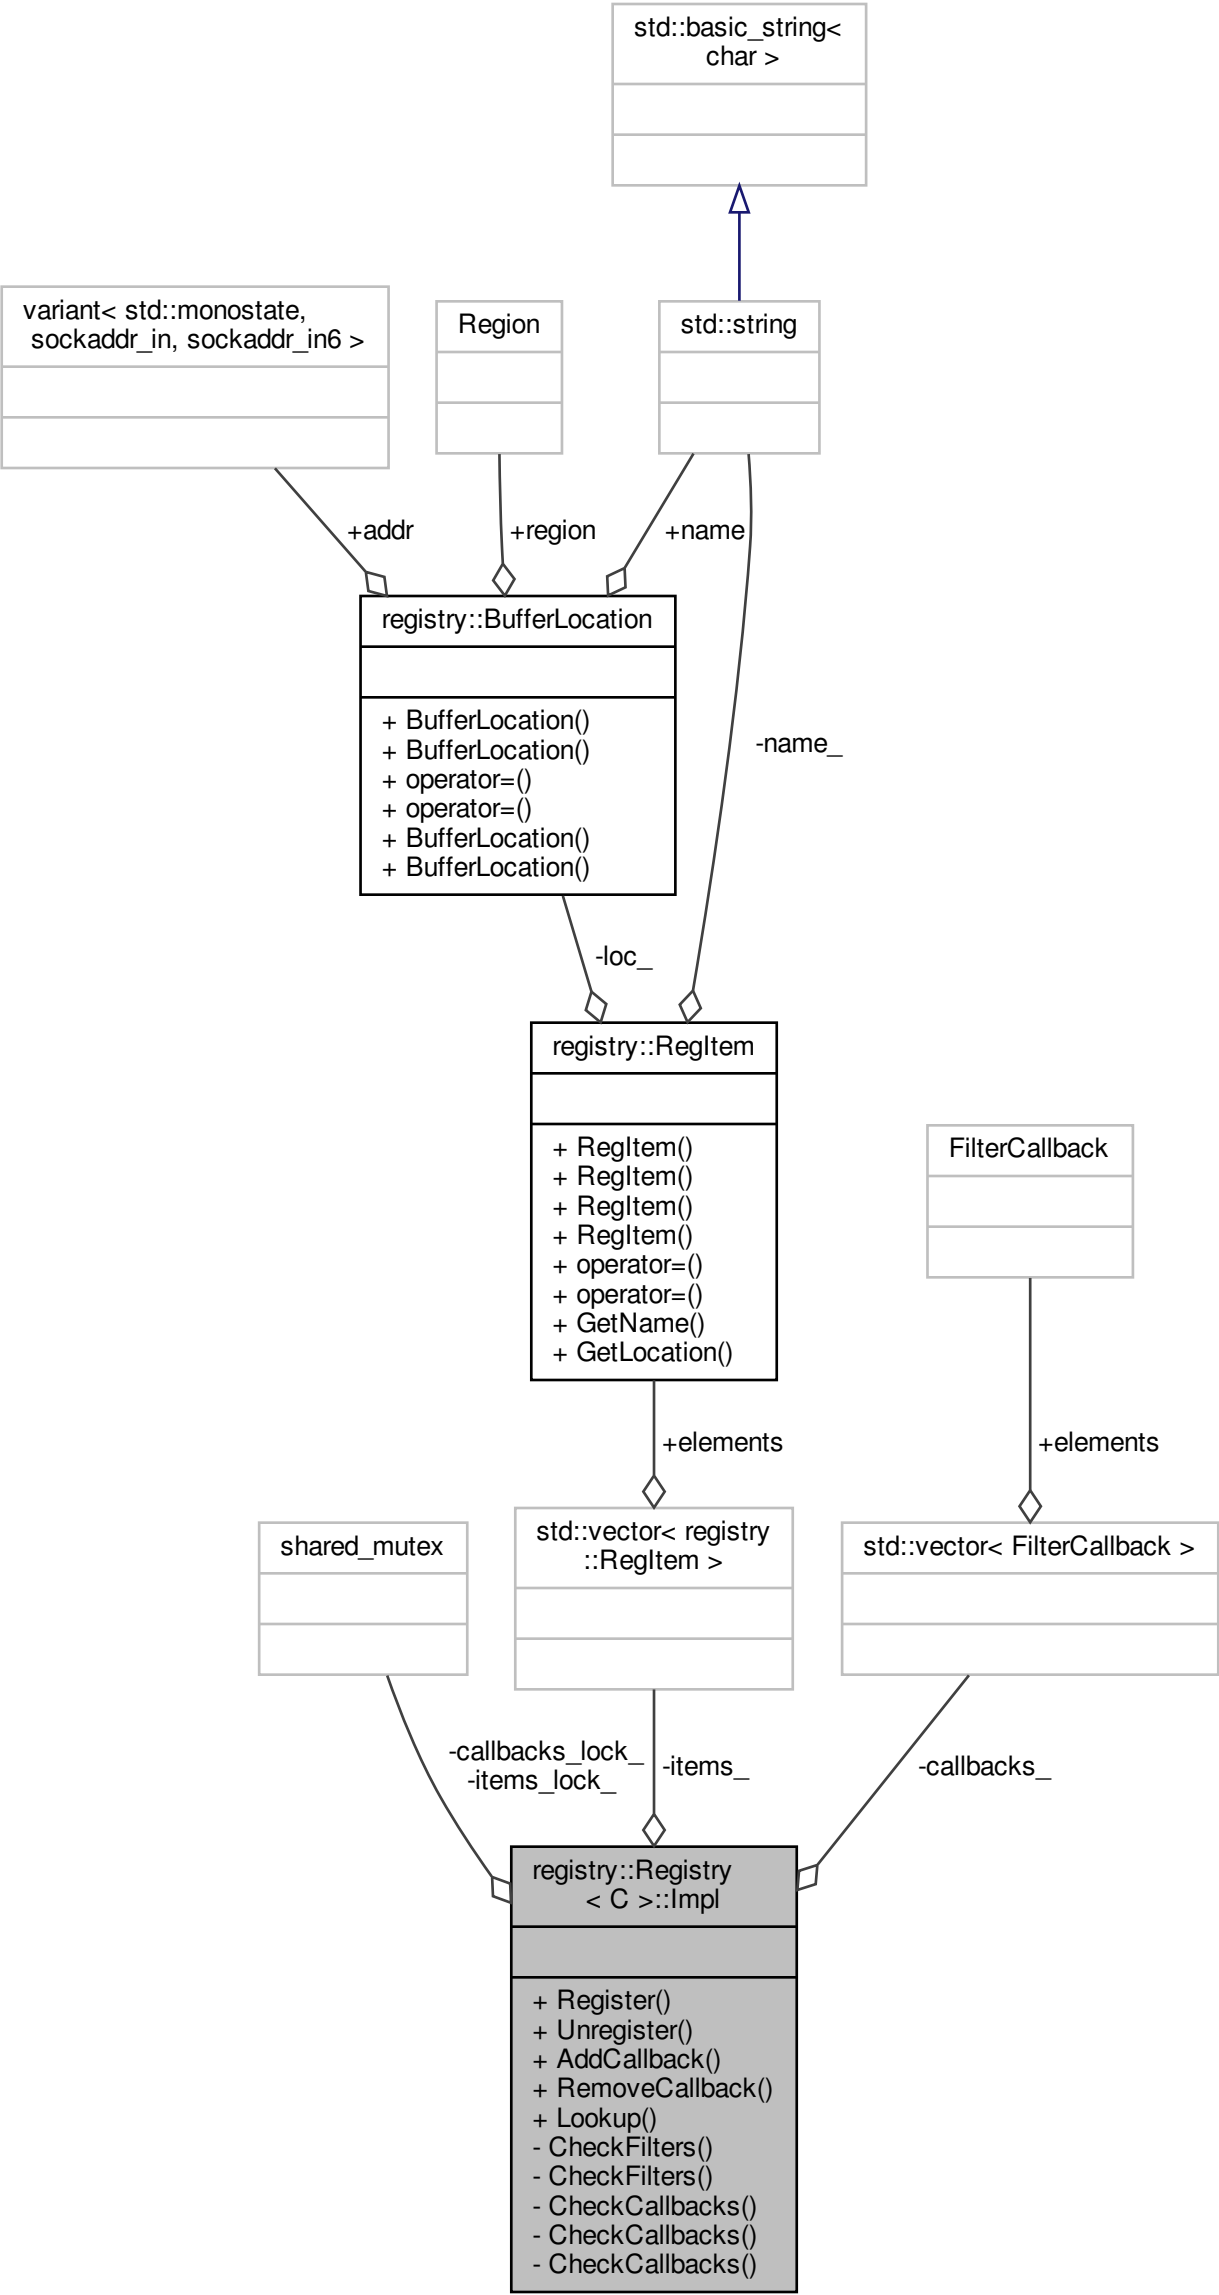 std::basic_string<
char >
variant< std::monostate,
sockaddr_in, sockaddr_in6 >
Region
std::string
+addr
+region
+name
registry::BufferLocation
+ BufferLocation()
+ BufferLocation()
+ operator=()
+ operator=()
+ BufferLocation()
+ BufferLocation()
-name_
-loc_
registry::RegItem
+ RegItem()
+ RegItem()
+ RegItem()
+ RegItem()
+ operator=()
+ operator=()
+ GetName()
+ GetLocation()
FilterCallback
+elements
+elements
shared_mutex
std::vector< registry
::RegItem >
std::vector< FilterCallback >
-callbacks_lock_
-items_lock_
-items_
-callbacks_
registry::Registry
< C >::Impl
+ Register()
+ Unregister()
+ AddCallback()
+ RemoveCallback()
+ Lookup()
- CheckFilters()
- CheckFilters()
- CheckCallbacks()
- CheckCallbacks()
- CheckCallbacks()